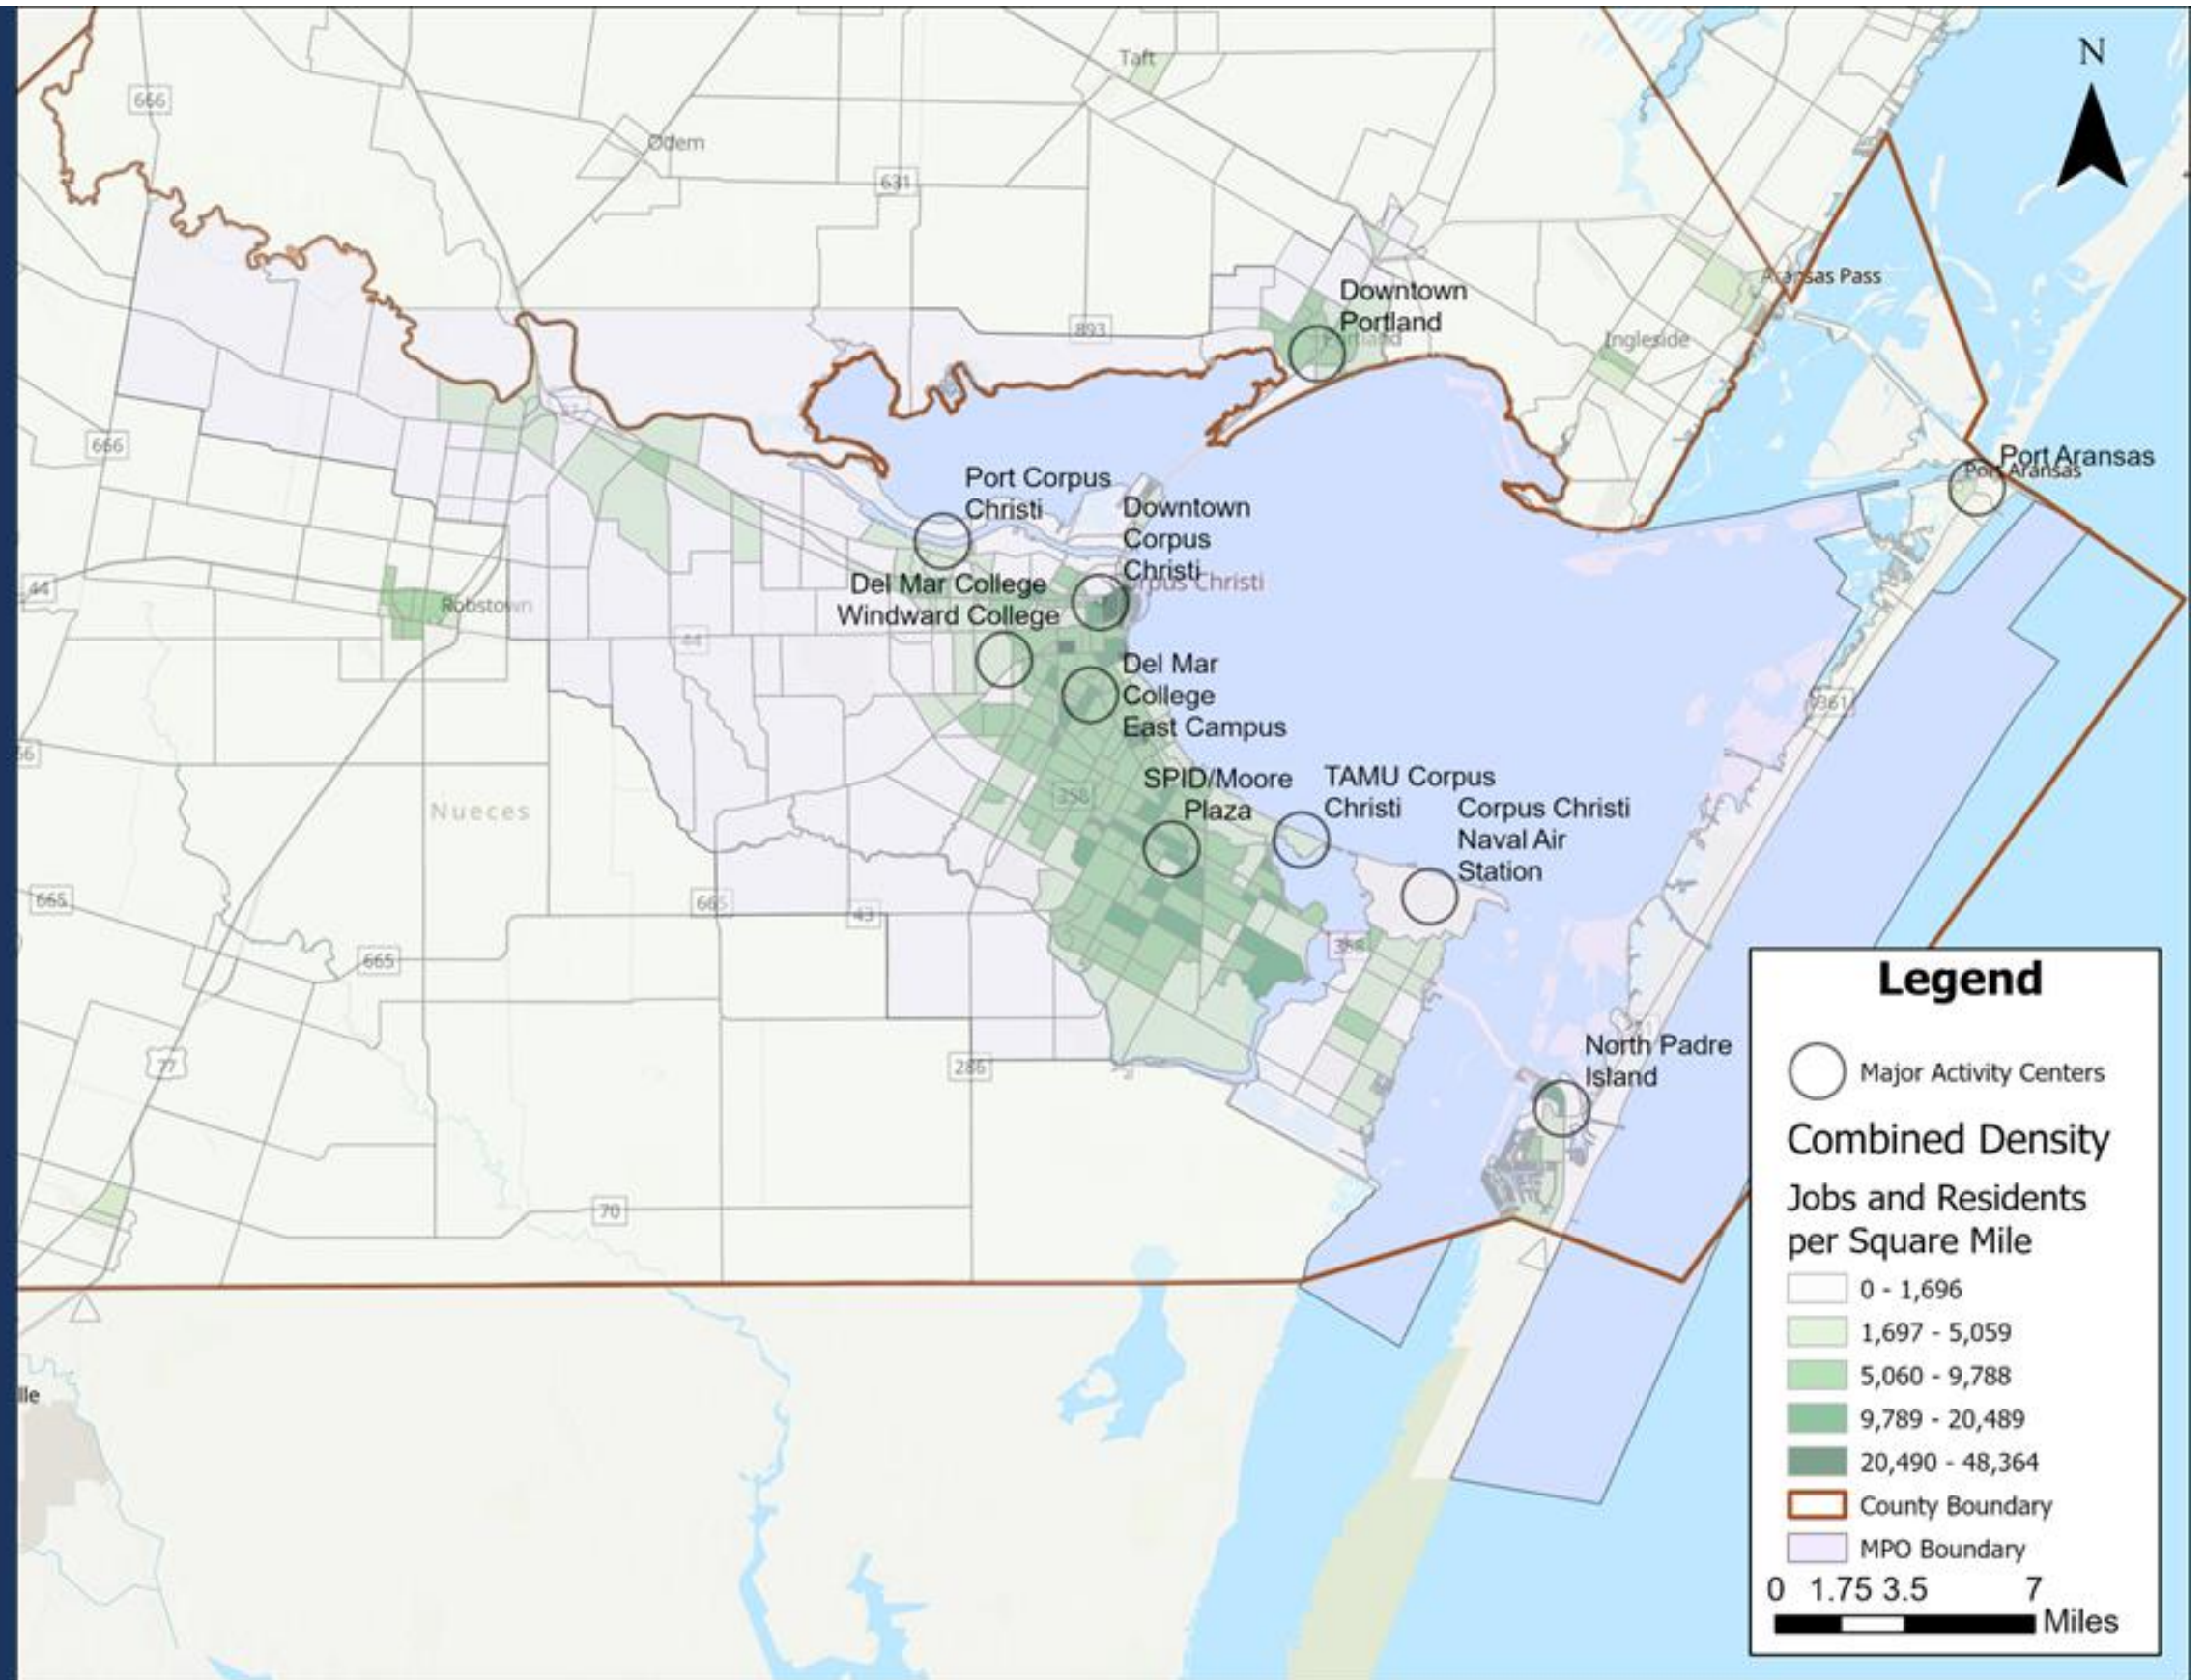 Taft
N
666
Odem
631
Aransas Pass
Downtown
Portland
893
Ingleside
666
Port Aransas
Port Aransas
Port Corpus
Christi
Downtown
Corpus
Christi
44
Robstown
Del Mar College
Windward College
44
Del Mar
College
East Campus
361
SPID/Moore
Plaza
TAMU Corpus
Christi
358
Nueces
Corpus Christi
Naval Air
Station
665
665
43
665
358
77
286
North Padre
Island
70
Legend
Major Activity Centers
Combined Density
Jobs and Residents
per Square Mile
0 - 1,696
1,697 - 5,059
5,060 - 9,788
9,789 - 20,489
20,490 - 48,364
County Boundary
MPO Boundary
0 1.75 3.5 7
Miles